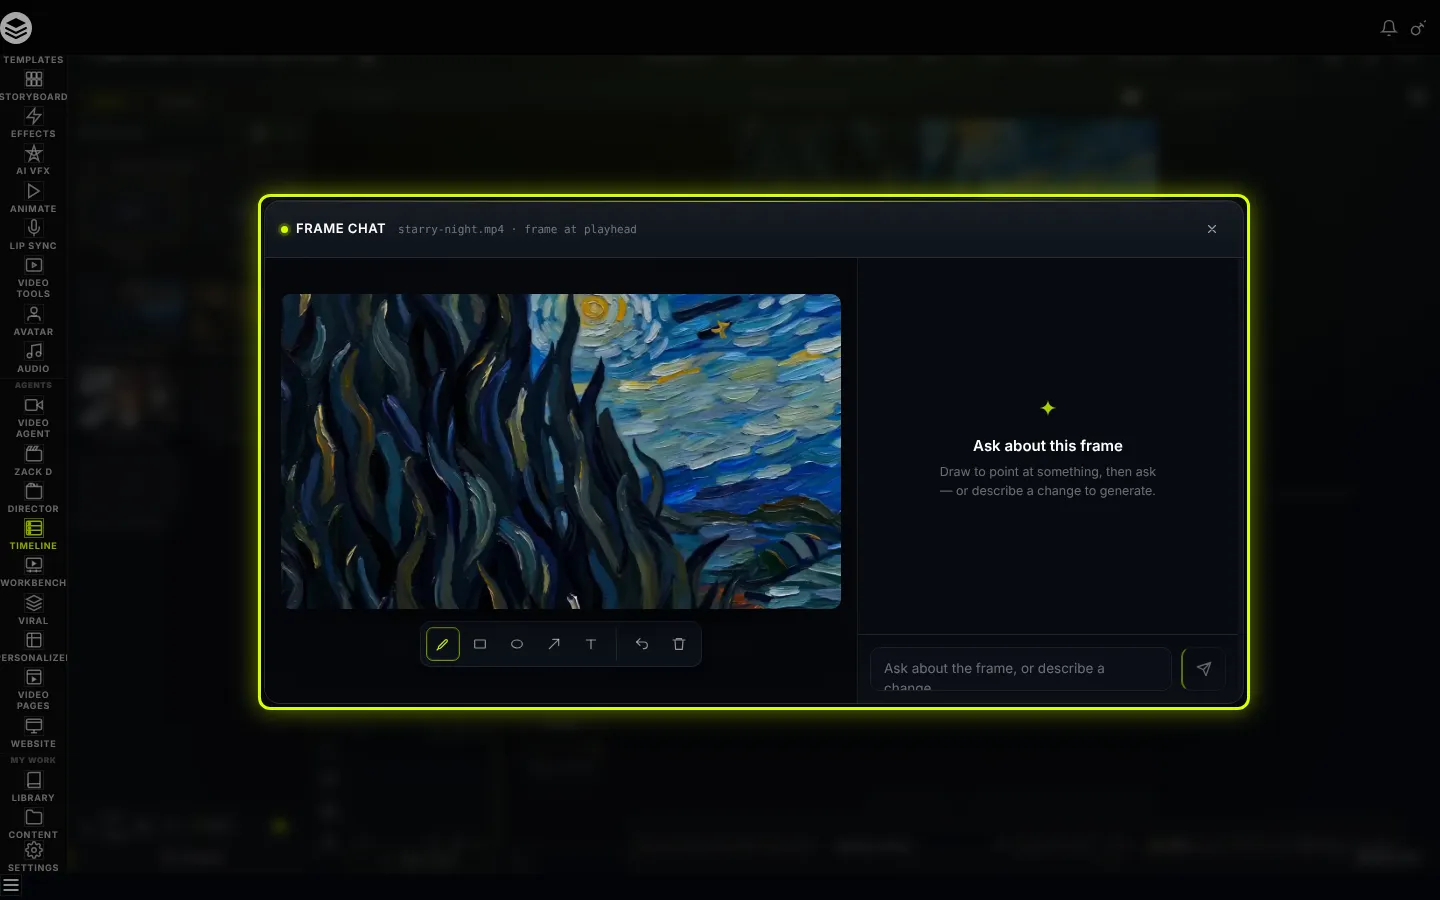 TEMPLATES
STORYBOARD
EFFECTS
AI VFX
ANIMATE
LIP SYNC
VIDEO
TOOLS
AVATAR
AUDIO
AGENTS
VIDEO
AGENT
ZACK D
DIRECTOR
TIMELINE
WORKBENCH
VIRAL
PERSONALIZE
VIDEO
PAGES
WEBSITE
MY WORK
LIBRARY
CONTENT
SETTINGS
FRAME CHAT starry-night.mp4 · frame at playhead
T
Ask about this frame
Draw to point at something, then ask
— or describe a change to generate.
Ask about the frame, or describe a
change